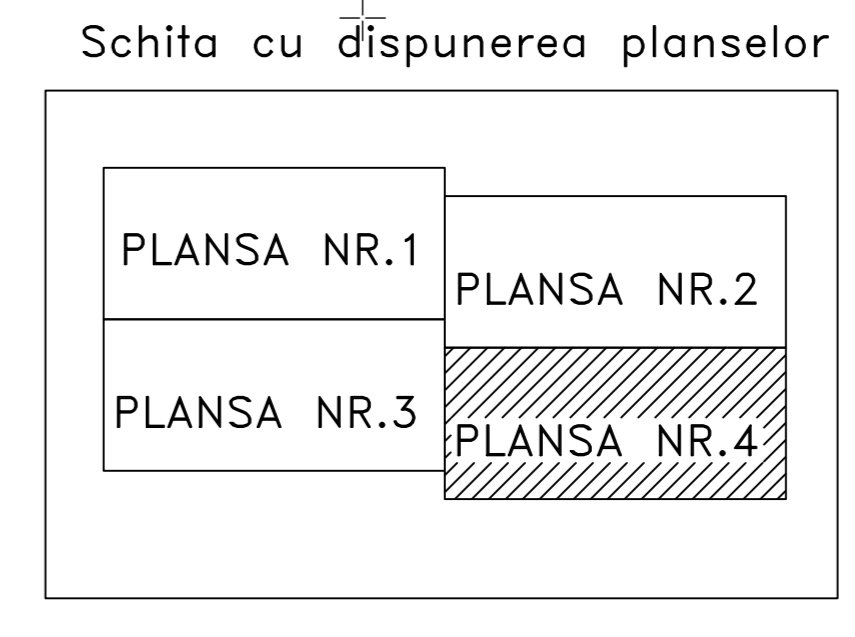 Schita cu dispunerea planselor
PLANSA NR.1
PLANSA NR.2
PLANSA NR.3
PLANSA NR.4